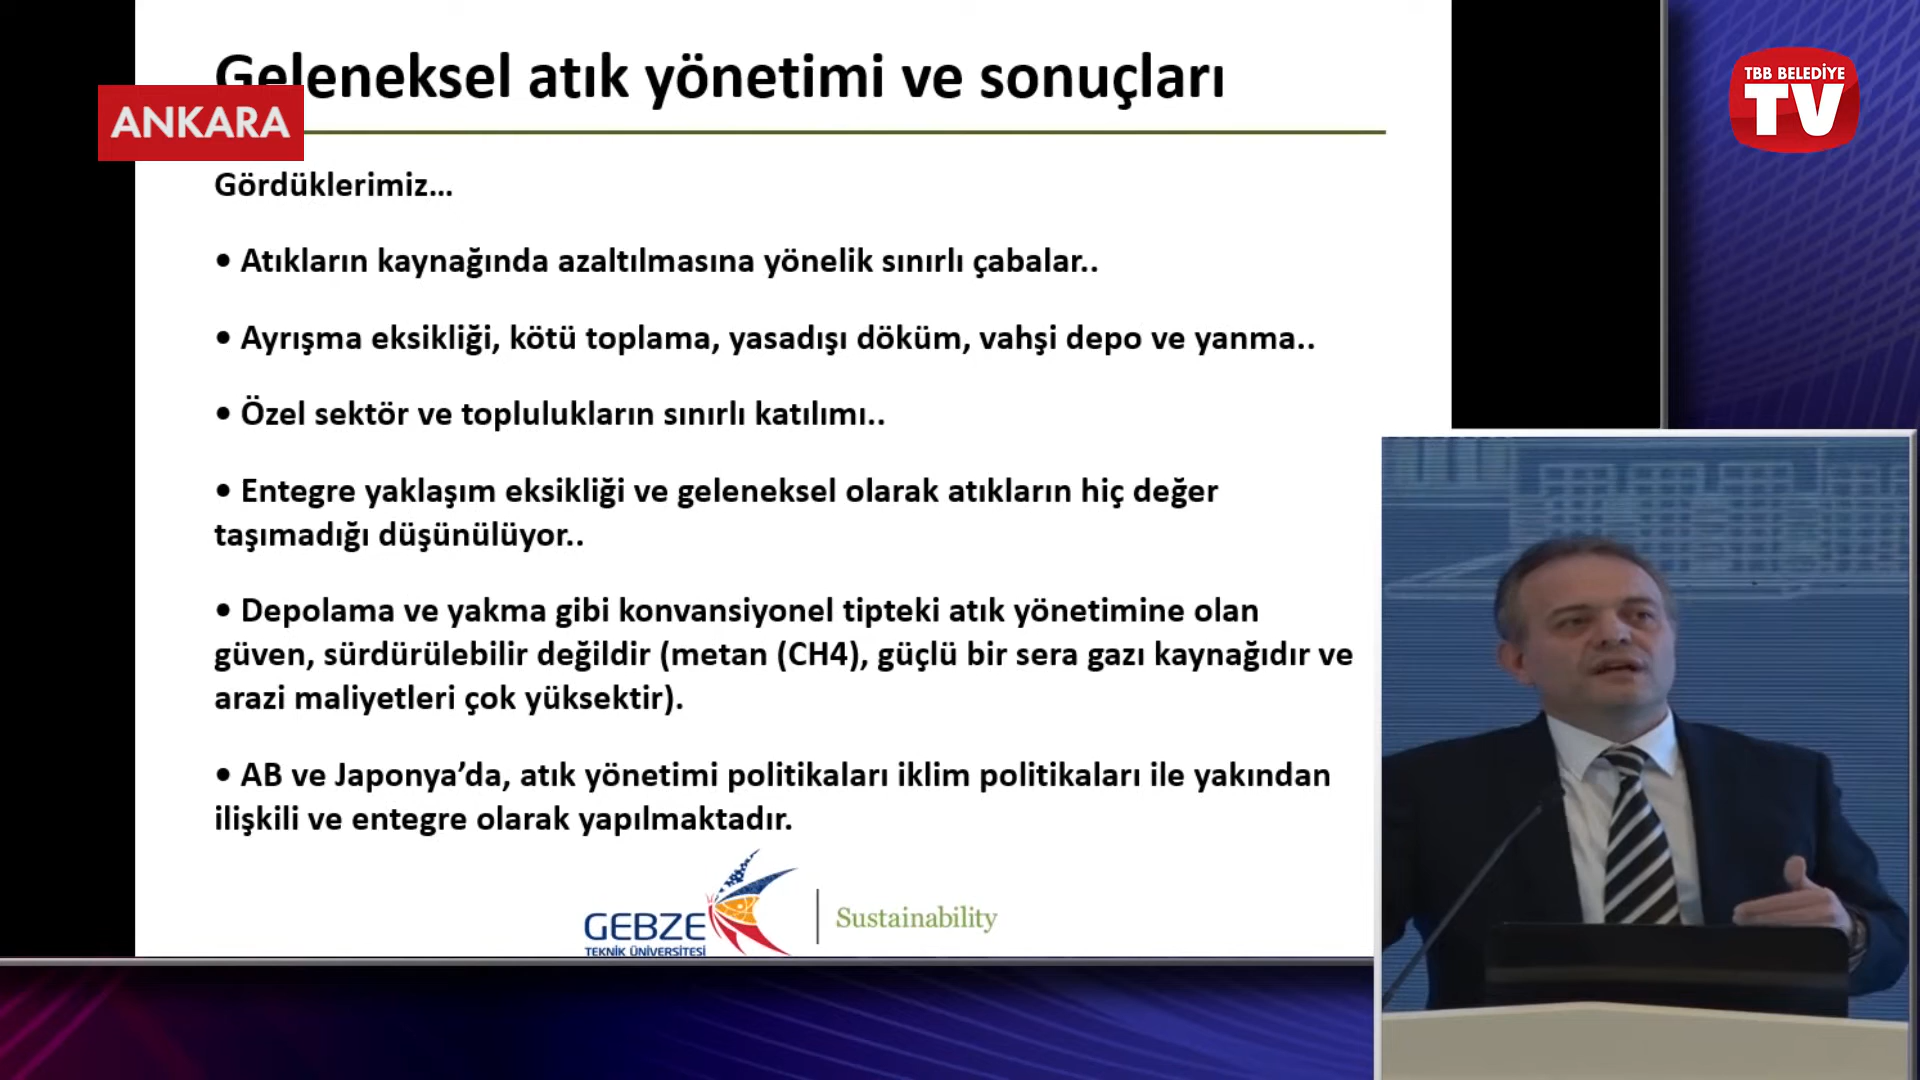 Geleneksel atık yönetimi ve sonuçları
ANKARA
TBB BELEDİYE
TV
Gördüklerimiz...
• Atıkların kaynağında azaltılmasına yönelik sınırlı çabalar..
• Ayrışma eksikliği, kötü toplama, yasadışı döküm, vahşi depo ve yanma..
• Özel sektör ve toplulukların sınırlı katılımı..
• Entegre yaklaşım eksikliği ve geleneksel olarak atıkların hiç değer
taşımadığı düşünülüyor..
• Depolama ve yakma gibi konvansiyonel tipteki atık yönetimine olan
güven, sürdürülebilir değildir (metan (CH4), güçlü bir sera gazı kaynağıdır ve
arazi maliyetleri çok yüksektir).
• AB ve Japonya’da, atık yönetimi politikaları iklim politikaları ile yakından
ilişkili ve entegre olarak yapılmaktadır.
GEBZE
TEKNİK ÜNİVERSİTESİ
Sustainability